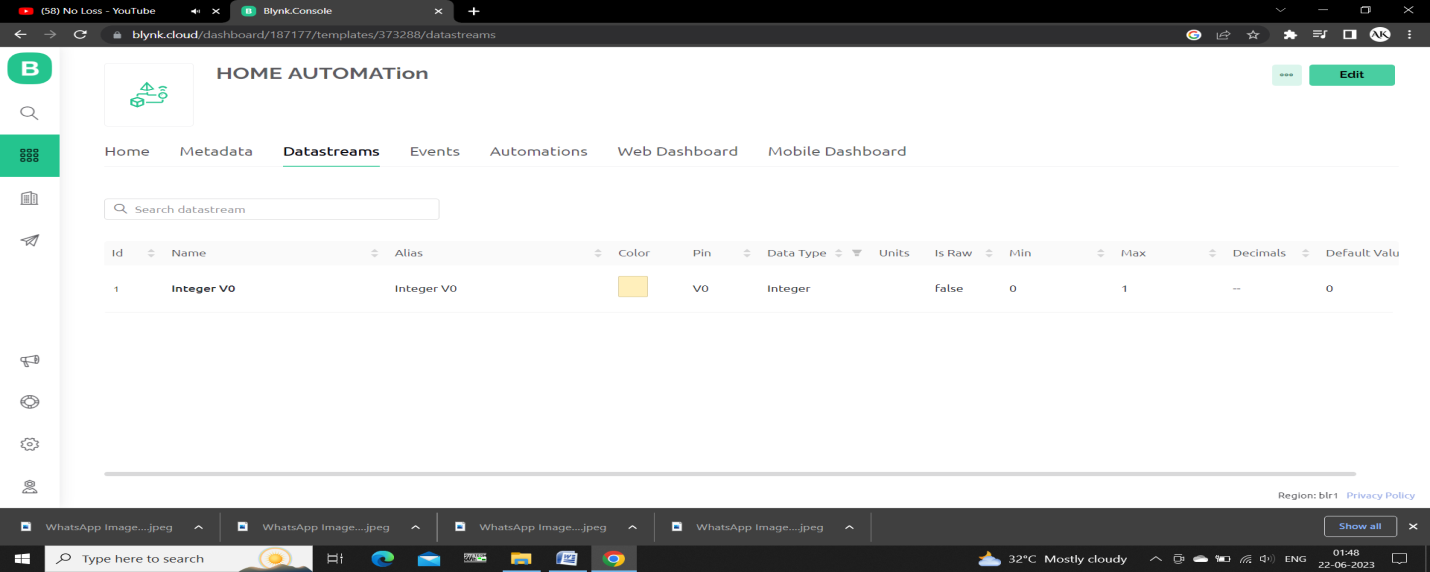 (58) No Loss - YouTube
Blynk.Console
blynk.cloud/dashboard/187177/templates/373288/datastreams
AK
B
HOME AUTOMATion
Edit
Home Metadata Datastreams Events Automations Web Dashboard Mobile Dashboard
Search datastream
Id Name Alias Color Pin Data Type Units Is Raw Min Max Decimals Default Valu
1 Integer V0 Integer V0 V0 Integer false 0 1 -- 0
Region: blr1 Privacy Policy
WhatsApp Image....jpeg WhatsApp Image....jpeg WhatsApp Image....jpeg WhatsApp Image....jpeg Show all
Type here to search
32°C Mostly cloudy
ENG
01:48
22-06-2023